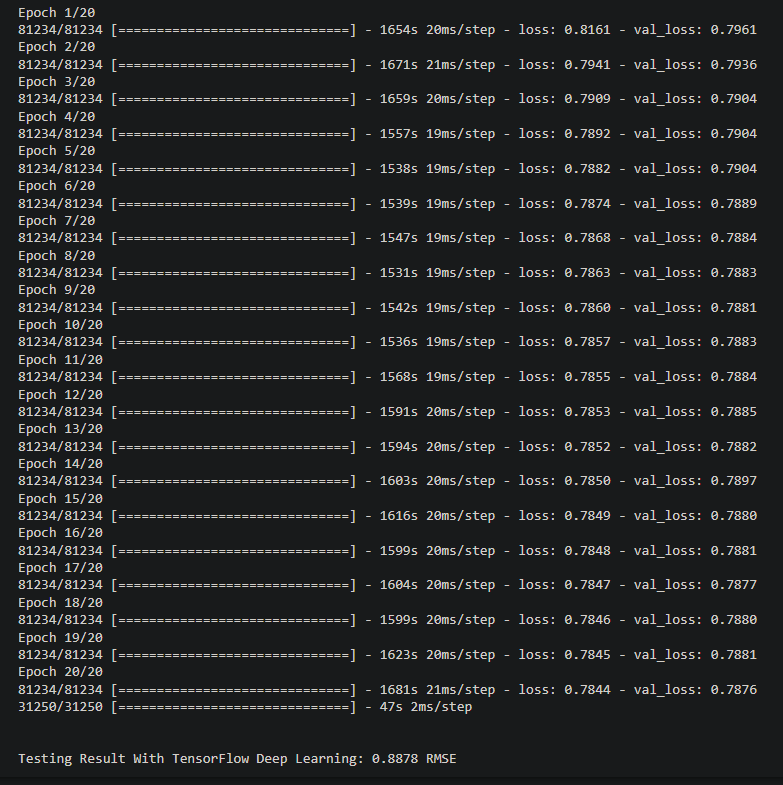 Epoch 1/20
81234/81234 [==============================] - 1654s 20ms/step - loss: 0.8161 - val_loss: 0.7961
Epoch 2/20
81234/81234 [==============================] - 1671s 21ms/step - loss: 0.7941 - val_loss: 0.7936
Epoch 3/20
81234/81234 [==============================] - 1659s 20ms/step - loss: 0.7909 - val_loss: 0.7904
Epoch 4/20
81234/81234 [==============================] - 1557s 19ms/step - loss: 0.7892 - val_loss: 0.7904
Epoch 5/20
81234/81234 [==============================] - 1538s 19ms/step - loss: 0.7882 - val_loss: 0.7904
Epoch 6/20
81234/81234 [==============================] - 1539s 19ms/step - loss: 0.7874 - val_loss: 0.7889
Epoch 7/20
81234/81234 [==============================] - 1547s 19ms/step - loss: 0.7868 - val_loss: 0.7884
Epoch 8/20
81234/81234 [==============================] - 1531s 19ms/step - loss: 0.7863 - val_loss: 0.7883
Epoch 9/20
81234/81234 [==============================] - 1542s 19ms/step - loss: 0.7860 - val_loss: 0.7881
Epoch 10/20
81234/81234 [==============================] - 1536s 19ms/step - loss: 0.7857 - val_loss: 0.7883
Epoch 11/20
81234/81234 [==============================] - 1568s 19ms/step - loss: 0.7855 - val_loss: 0.7884
Epoch 12/20
81234/81234 [==============================] - 1591s 20ms/step - loss: 0.7853 - val_loss: 0.7885
Epoch 13/20
81234/81234 [==============================] - 1594s 20ms/step - loss: 0.7852 - val_loss: 0.7882
Epoch 14/20
81234/81234 [==============================] - 1603s 20ms/step - loss: 0.7850 - val_loss: 0.7897
Epoch 15/20
81234/81234 [==============================] - 1616s 20ms/step - loss: 0.7849 - val_loss: 0.7880
Epoch 16/20
81234/81234 [==============================] - 1599s 20ms/step - loss: 0.7848 - val_loss: 0.7881
Epoch 17/20
81234/81234 [==============================] - 1604s 20ms/step - loss: 0.7847 - val_loss: 0.7877
Epoch 18/20
81234/81234 [==============================] - 1599s 20ms/step - loss: 0.7846 - val_loss: 0.7880
Epoch 19/20
81234/81234 [==============================] - 1623s 20ms/step - loss: 0.7845 - val_loss: 0.7881
Epoch 20/20
81234/81234 [==============================] - 1681s 21ms/step - loss: 0.7844 - val_loss: 0.7876
31250/31250 [==============================] - 47s 2ms/step
Testing Result With TensorFlow Deep Learning: 0.8878 RMSE